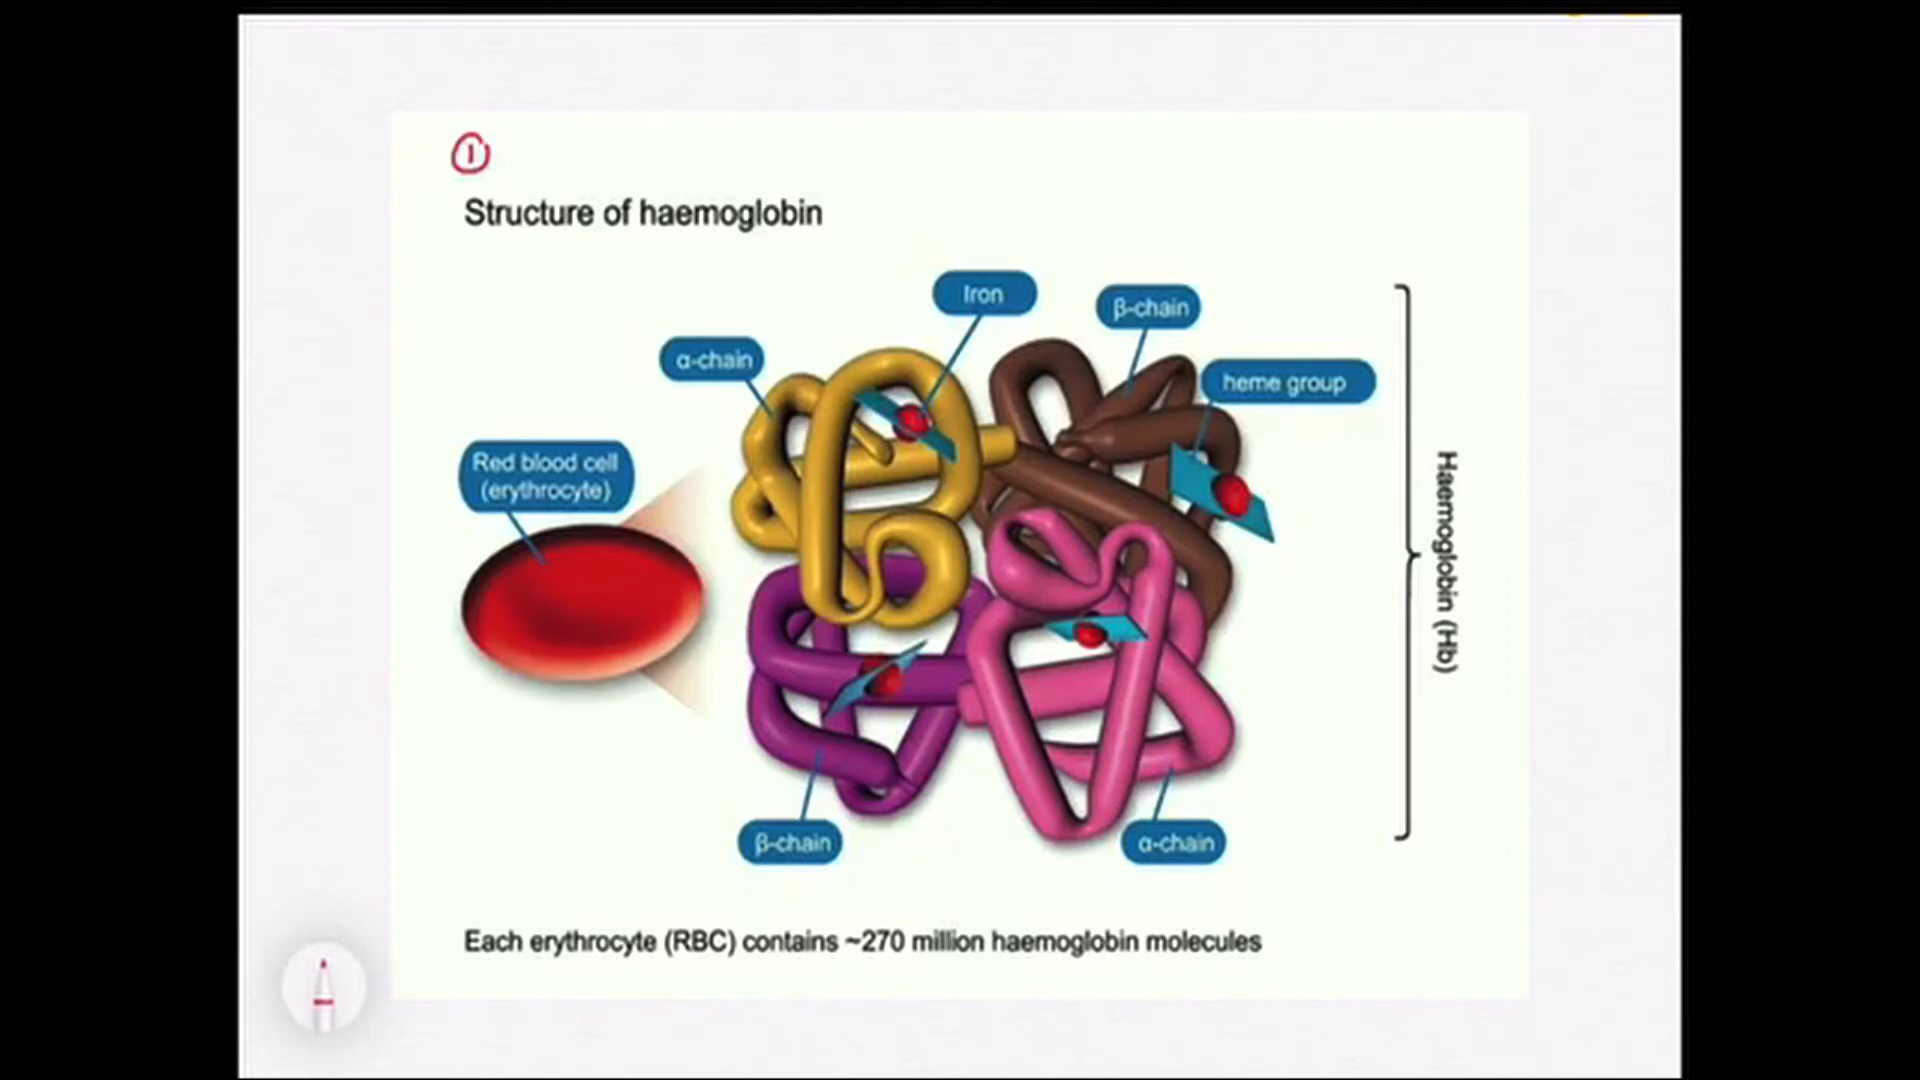 1
Structure of haemoglobin
Iron
β-chain
α-chain
heme group
Red blood cell
(erythrocyte)
Haemoglobin (Hb)
β-chain
α-chain
Each erythrocyte (RBC) contains ~270 million haemoglobin molecules